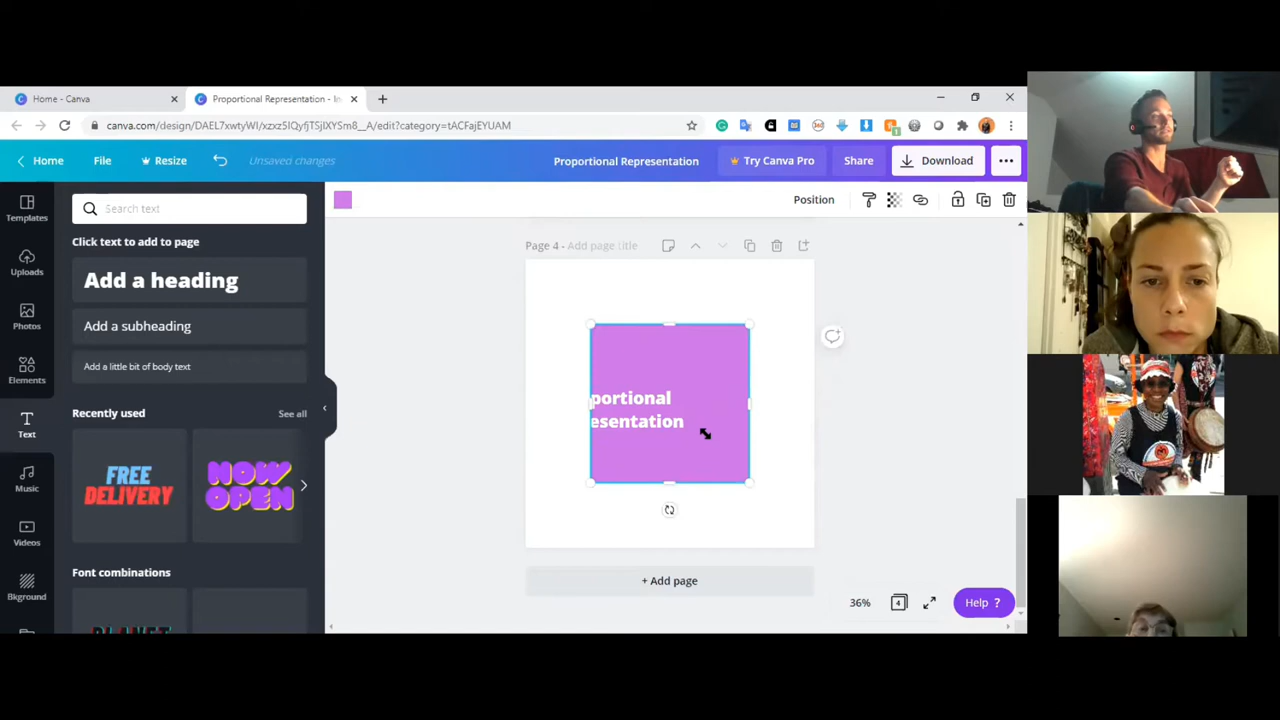 Home - Canva
Proportional Representation - In
canva.com/design/DAEL7xwtyWI/xzxz5IQyfjTSjIXYSm8__A/edit?category=tACFajEYUAM
Home
File
Resize
Unsaved changes
Proportional Representation
Try Canva Pro
Share
Download
Templates
Uploads
Photos
Elements
Text
Music
Videos
Bkground
Search text
Click text to add to page
Add a heading
Add a subheading
Add a little bit of body text
Recently used
See all
FREE
DELIVERY
NOW
OPEN
Font combinations
PLANET
Position
Page 4 - Add page title
portional
esentation
+ Add page
36%
4
Help ?